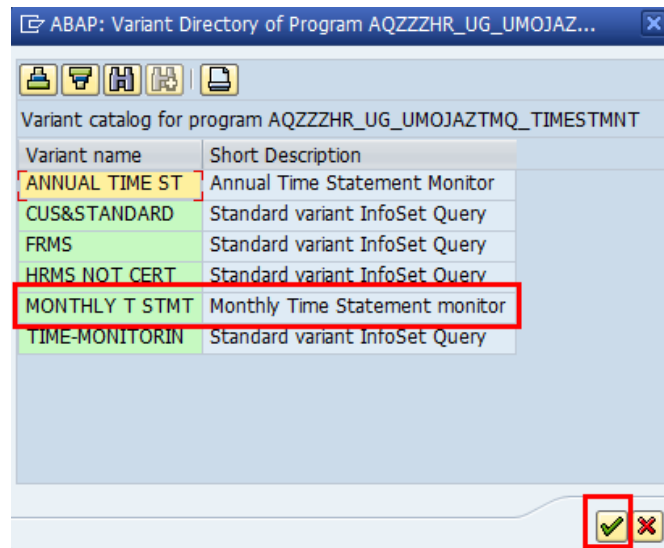 ABAP: Variant Directory of Program AQZZZHR_UG_UMOJAZ...
Variant catalog for program AQZZZHR_UG_UMOJAZTMQ_TIMESTMNT
Variant name Short Description
ANNUAL TIME ST Annual Time Statement Monitor
CUS&STANDARD Standard variant InfoSet Query
FRMS Standard variant InfoSet Query
HRMS NOT CERT Standard variant InfoSet Query
MONTHLY T STMT Monthly Time Statement monitor
TIME-MONITORIN Standard variant InfoSet Query